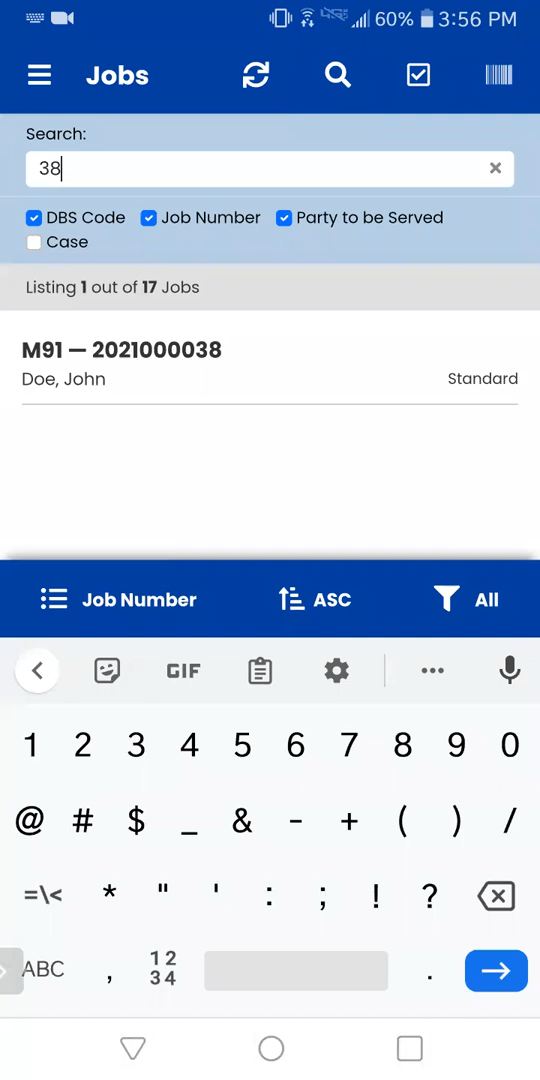 60% 3:56 PM
Jobs
Search:
38
DBS Code Job Number Party to be Served
Case
Listing 1 out of 17 Jobs
M91 — 2021000038
Doe, John Standard
Job Number ASC All
GIF
1 2 3 4 5 6 7 8 9 0
@ # $ _ & - + ( ) /
=\< * " ' : ; ! ?
ABC , 12 34 .